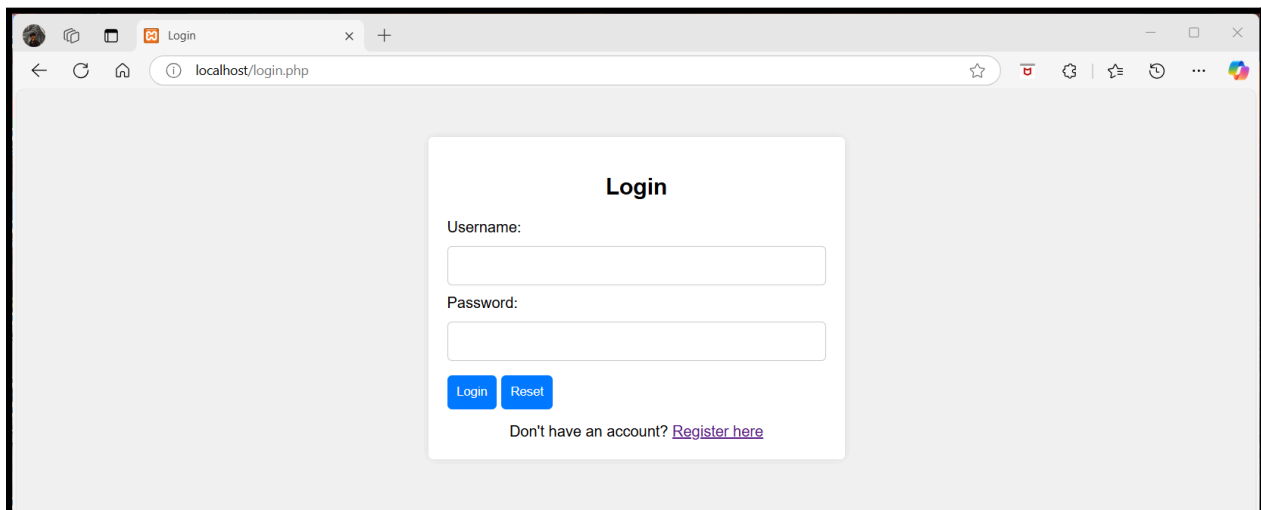 Login
localhost/login.php
Login
Username:
Password:
Login Reset
Don't have an account? Register here